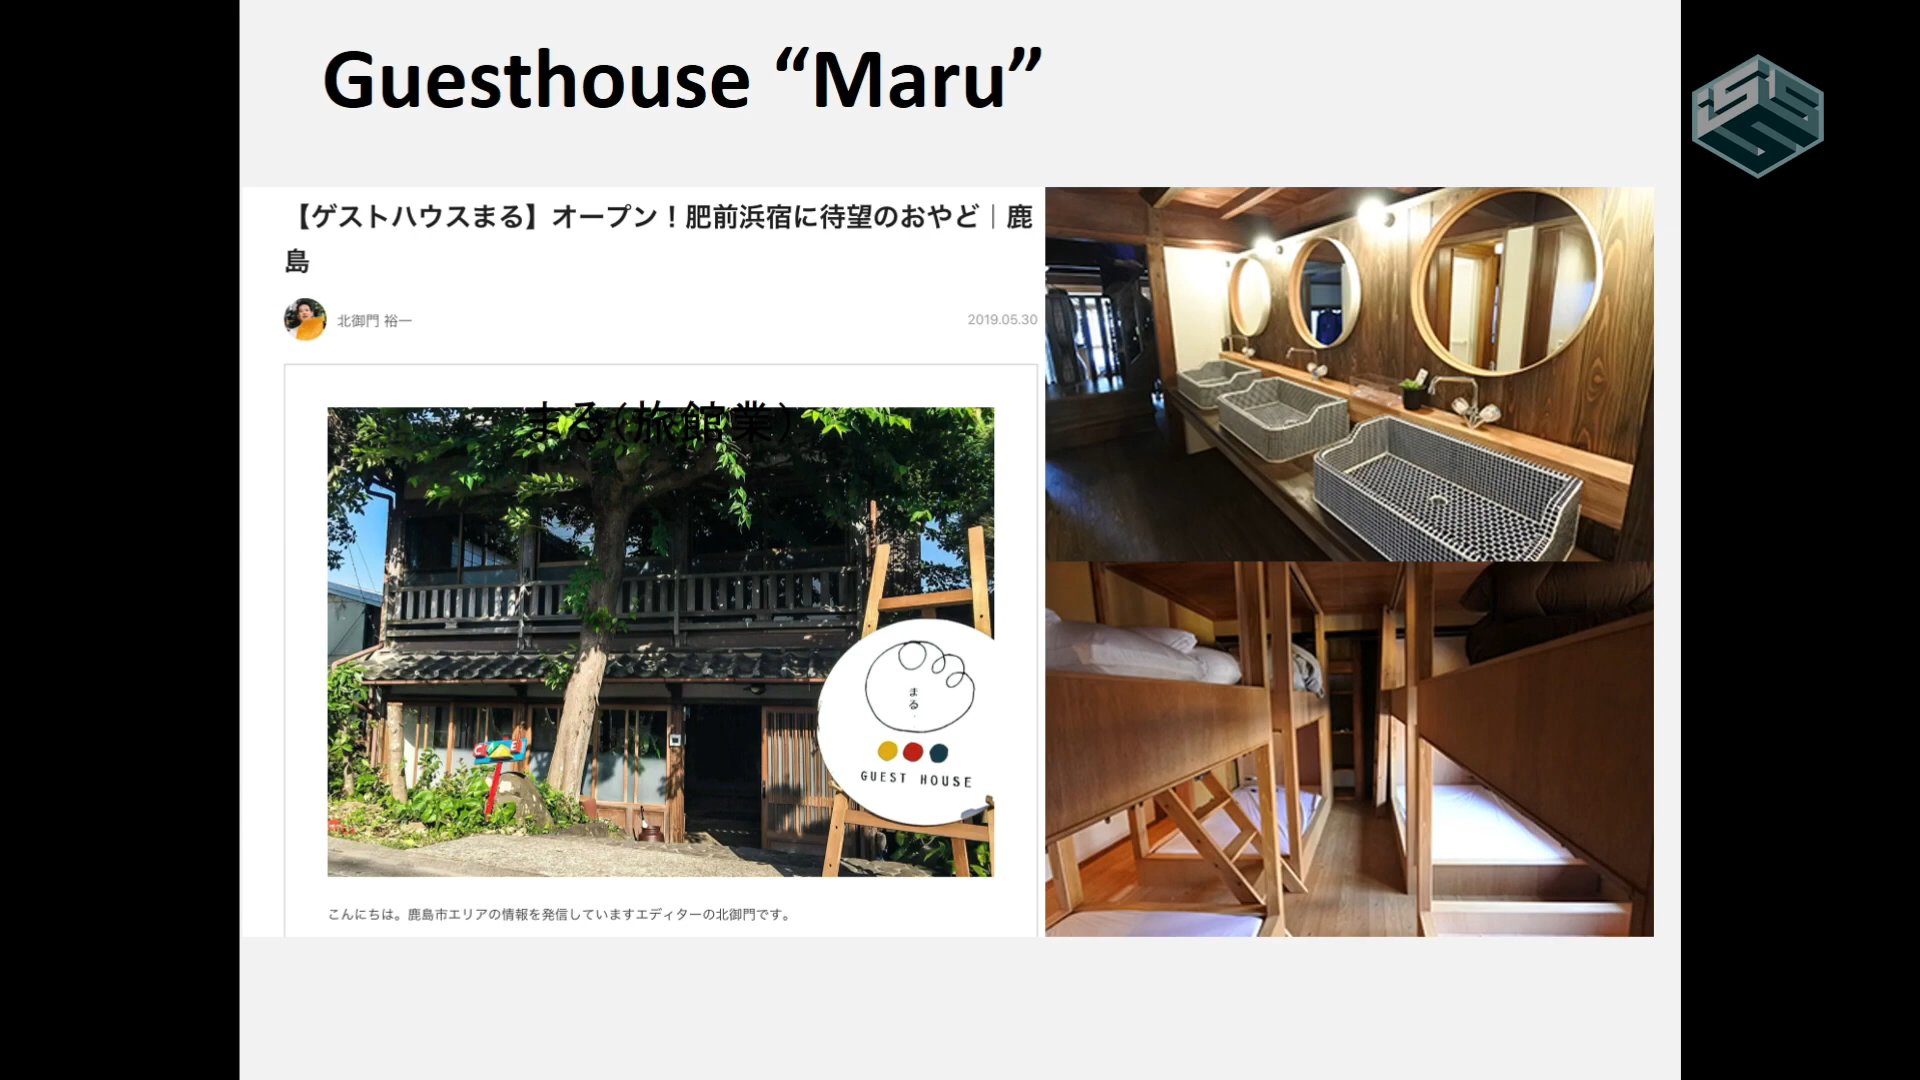 Guesthouse “Maru”
【ゲストハウスまる】オープン！肥前浜宿に待望のおやど｜鹿
島
北御門 裕一
2019.05.30
まる（旅館業）
まる
GUEST HOUSE
CAFE
こんにちは。鹿島市エリアの情報を発信していますエディターの北御門です。